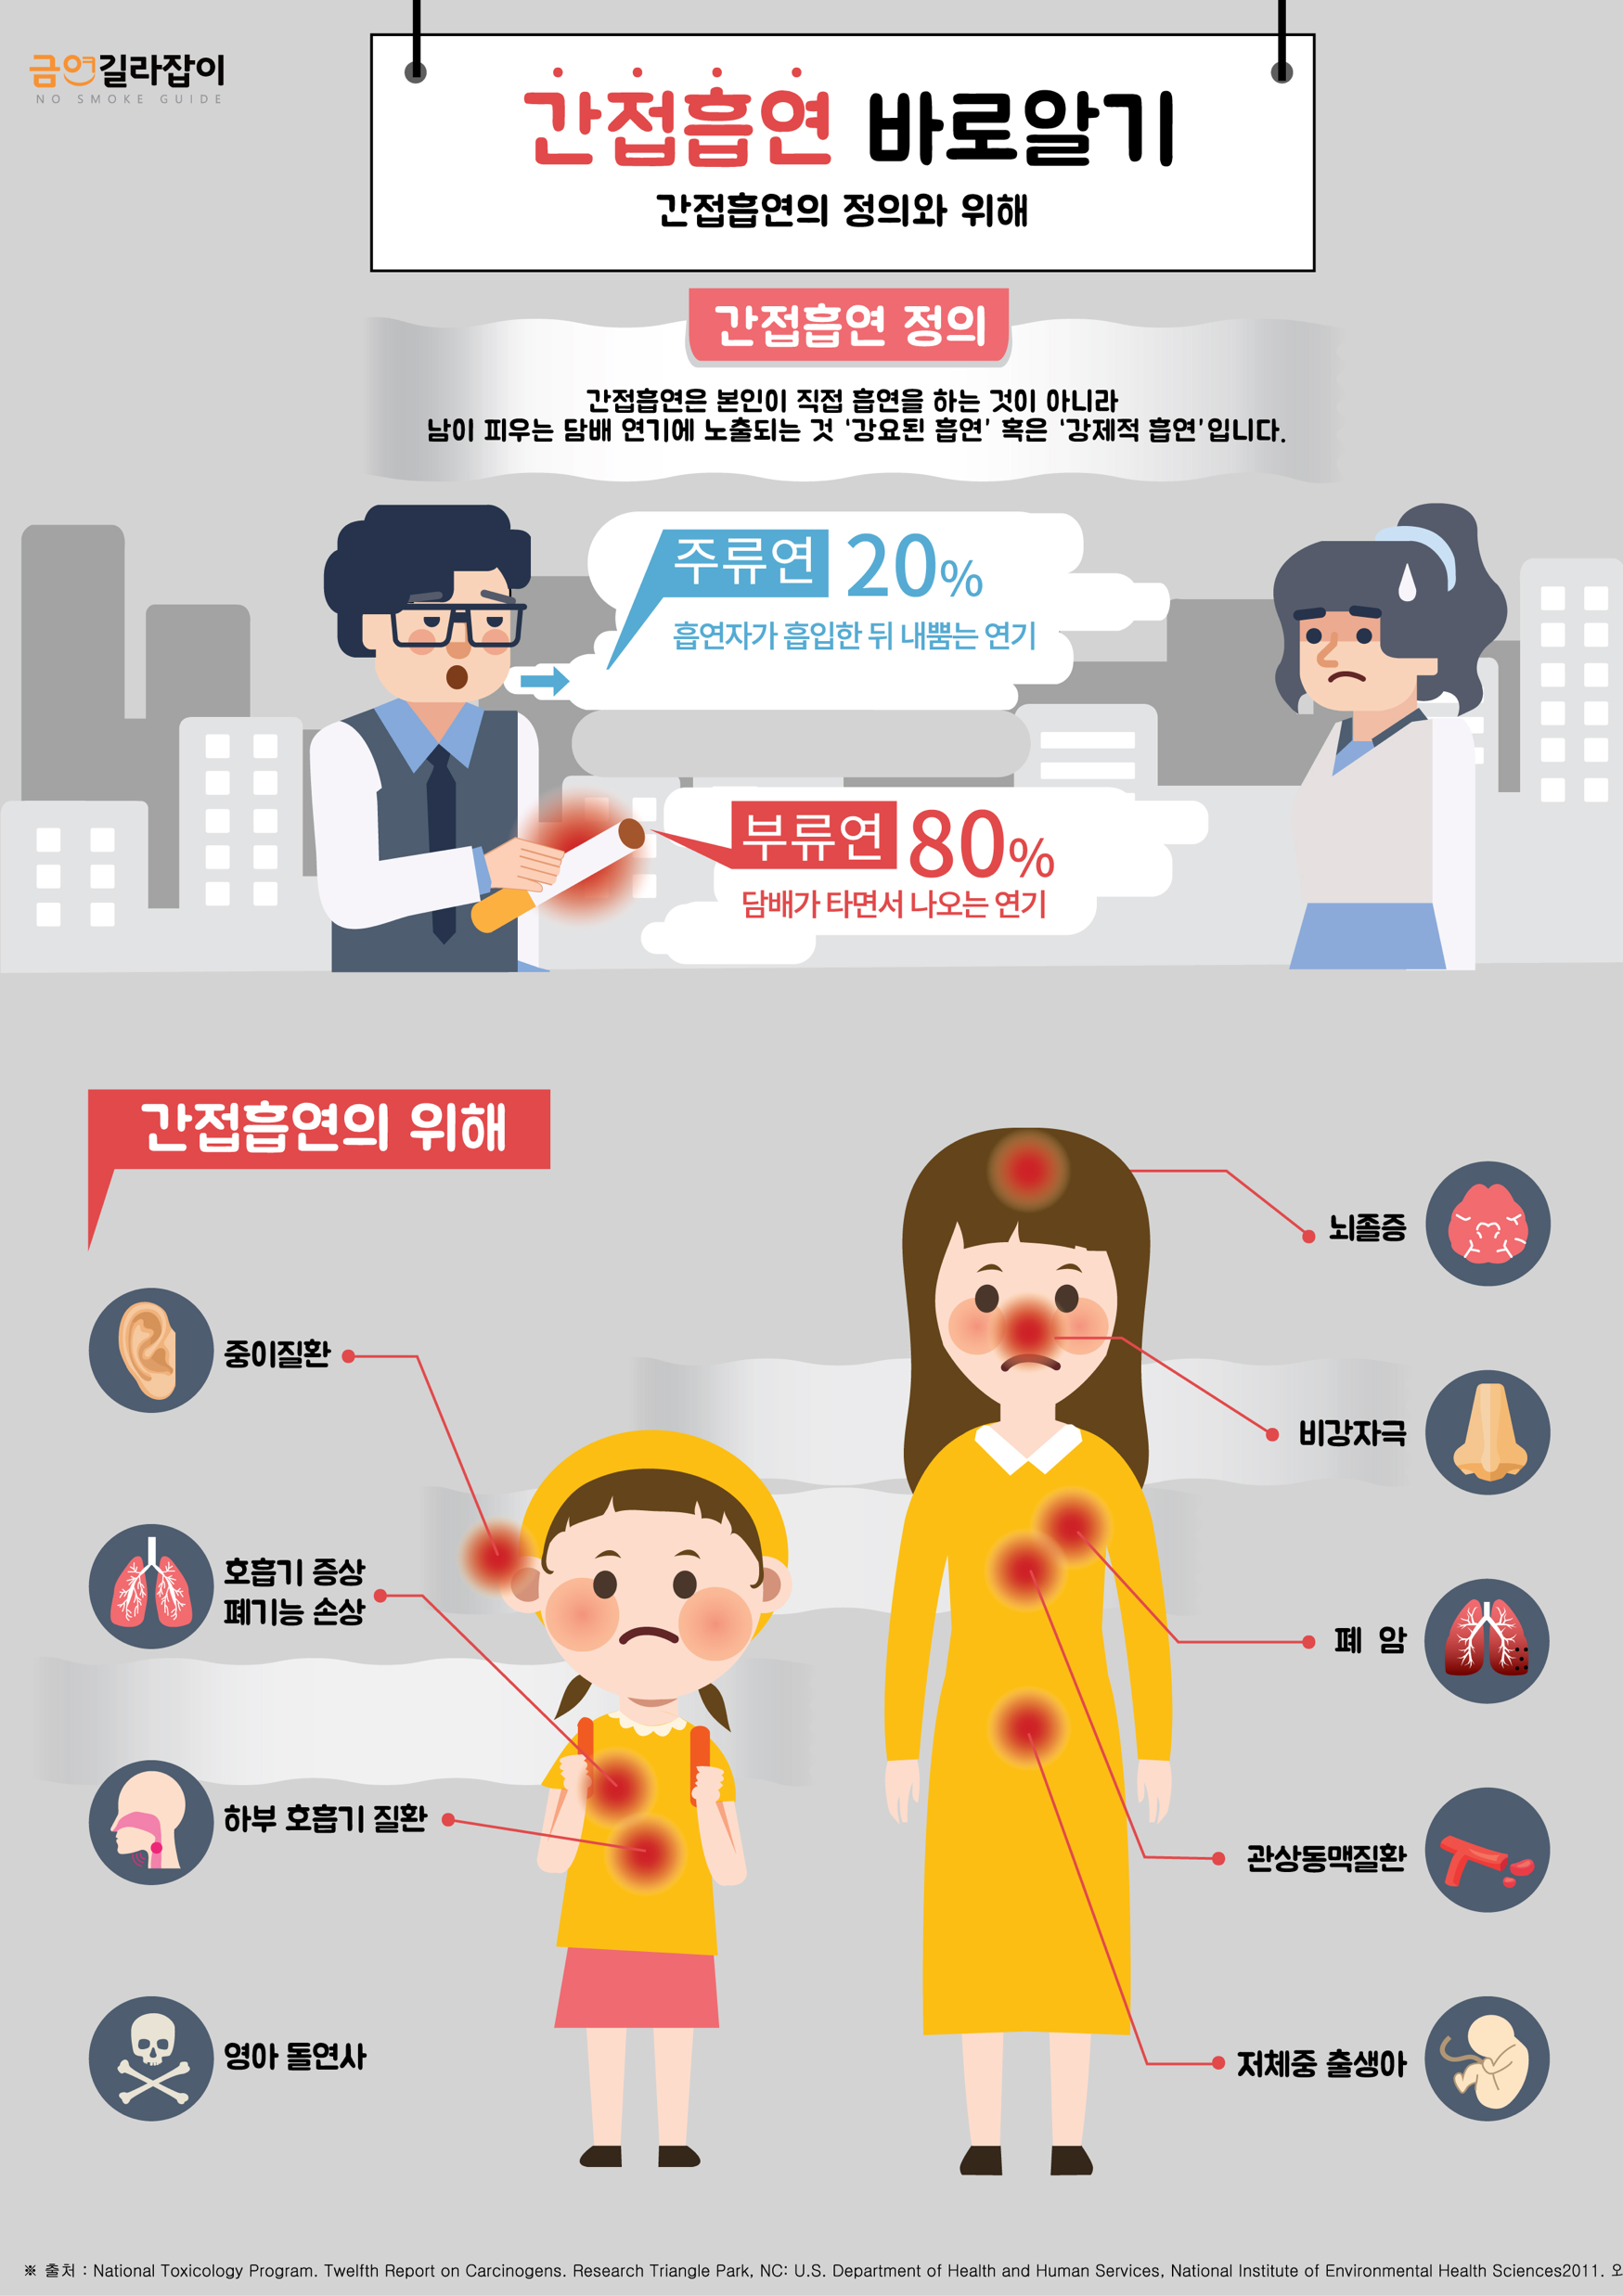 금연길라잡이
NO SMOKE GUIDE
간접흡연 바로알기
간접흡연의 정의와 위해
간접흡연 정의
간접흡연은 본인이 직접 흡연을 하는 것이 아니라
남이 피우는 담배 연기에 노출되는 것 ‘강요된 흡연’ 혹은 ‘강제적 흡연’입니다.
주류연 20%
흡연자가 흡입한 뒤 내뿜는 연기
부류연 80%
담배가 타면서 나오는 연기
간접흡연의 위해
중이질환
호흡기 증상
폐기능 손상
하부 호흡기 질환
영아 돌연사
뇌졸증
비강자극
폐 암
관상동맥질환
저체중 출생아
※ 출처 : National Toxicology Program. Twelfth Report on Carcinogens. Research Triangle Park, NC: U.S. Department of Health and Human Services, National Institute of Environmental Health Sciences2011.